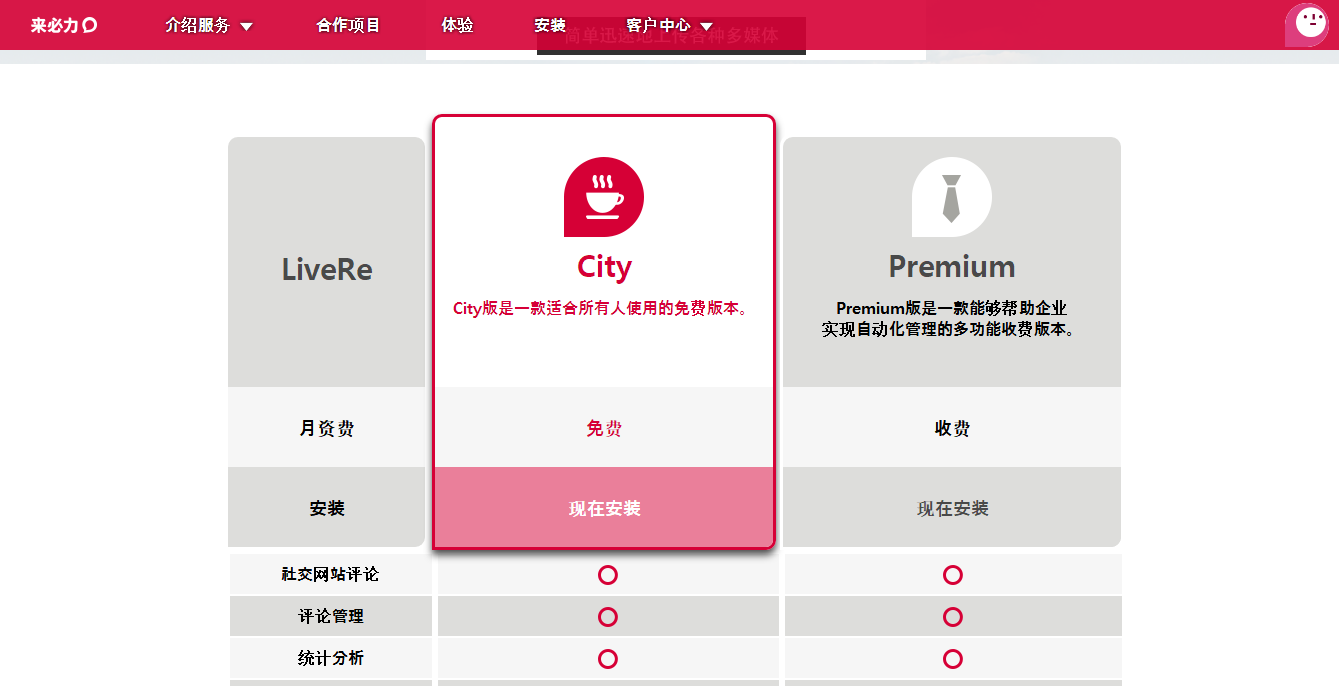 来必力
介绍服务
合作项目
体验
安装
客户中心
简单迅速地上传各种多媒体
LiveRe
City
City版是一款适合所有人使用的免费版本。
Premium
Premium版是一款能够帮助企业
实现自动化管理的多功能收费版本。
月资费
免费
收费
安装
现在安装
现在安装
社交网站评论
评论管理
统计分析